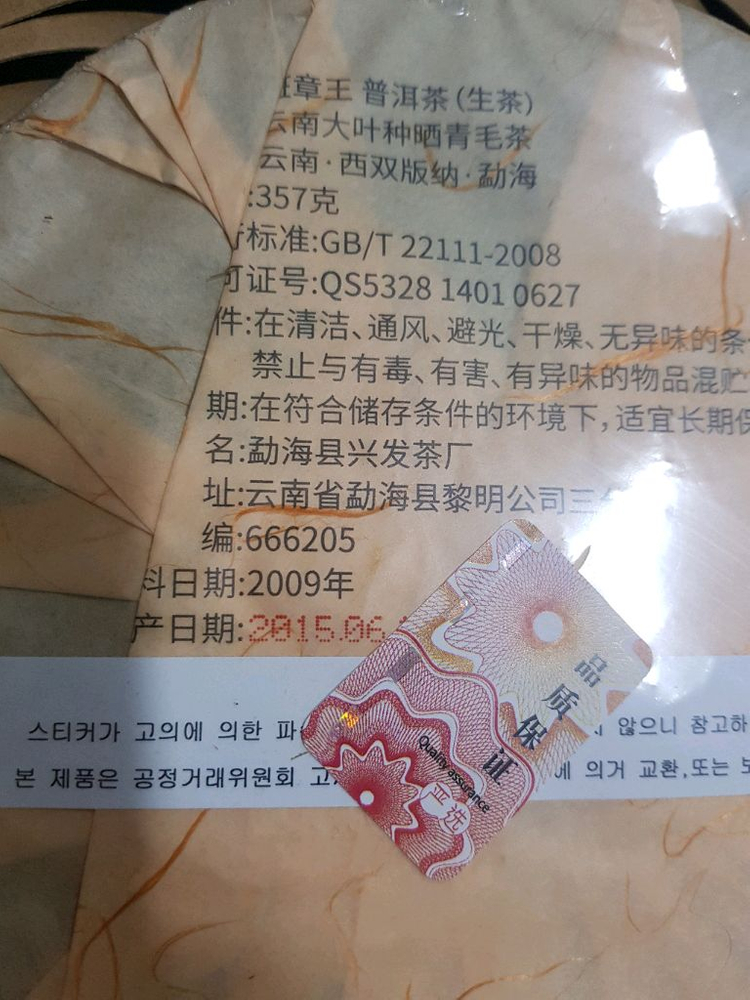 章王 普洱茶(生茶)
云南大叶种晒青毛茶
云南·西双版纳·勐海
:357克
标准:GB/T 22111-2008
可证号:QS5328 1401 0627
件:在清洁、通风、避光、干燥、无异味的条
禁止与有毒、有害、有异味的物品混贮
期:在符合储存条件的环境下,适宜长期保
名:勐海县兴发茶厂
址:云南省勐海县黎明公司三
编:666205
料日期:2009年
产日期:2015.06
스티커가 고의에 의한 파
않으니 참고하
본 제품은 공정거래위원회 고
에 의거 교환,또는 보
品质保证
Quality assurance
严选